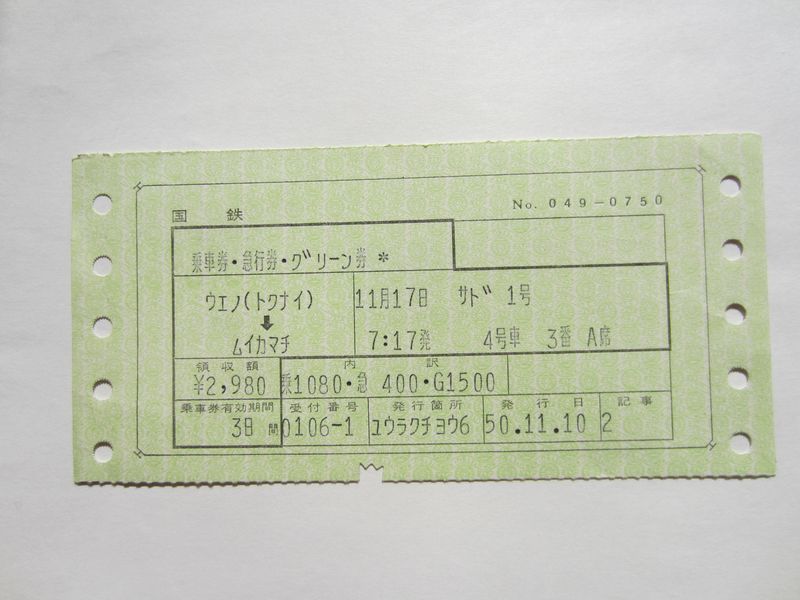 国鉄 No. 049-0750
乗車券・急行券・グリーン券 *
ウエノ(トクナイ) 11月17日 サド 1号
⬇
ムイカマチ 7:17発 4号車 3番 A席
領収額 内訳
¥2,980 乗1080・急 400・G1500
乗車券有効期間 受付番号 発行箇所 発行日 記事
3日間 0106-1 ユウラクチヨウ6 50.11.10 2